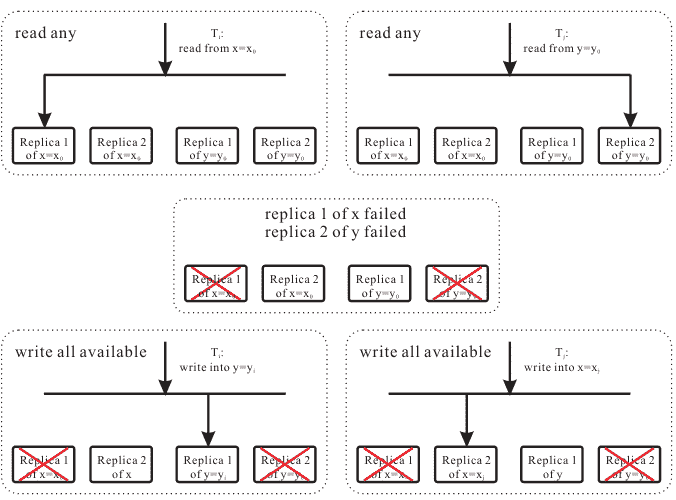 read any
Tᵢ:
read from x=x₀
Replica 1
of x=x₀
Replica 2
of x=x₀
Replica 1
of y=y₀
Replica 2
of y=y₀
read any
Tⱼ:
read from y=y₀
Replica 1
of x=x₀
Replica 2
of x=x₀
Replica 1
of y=y₀
Replica 2
of y=y₀
replica 1 of x failed
replica 2 of y failed
Replica 1
of x=x₀
Replica 2
of x=x₀
Replica 1
of y=y₀
Replica 2
of y=y₀
write all available
Tᵢ:
write into y=yᵢ
Replica 1
of x=x₀
Replica 2
of x
Replica 1
of y=yᵢ
Replica 2
of y=y₀
write all available
Tⱼ:
write into x=xⱼ
Replica 1
of x=x₀
Replica 2
of x=xⱼ
Replica 1
of y
Replica 2
of y=y₀